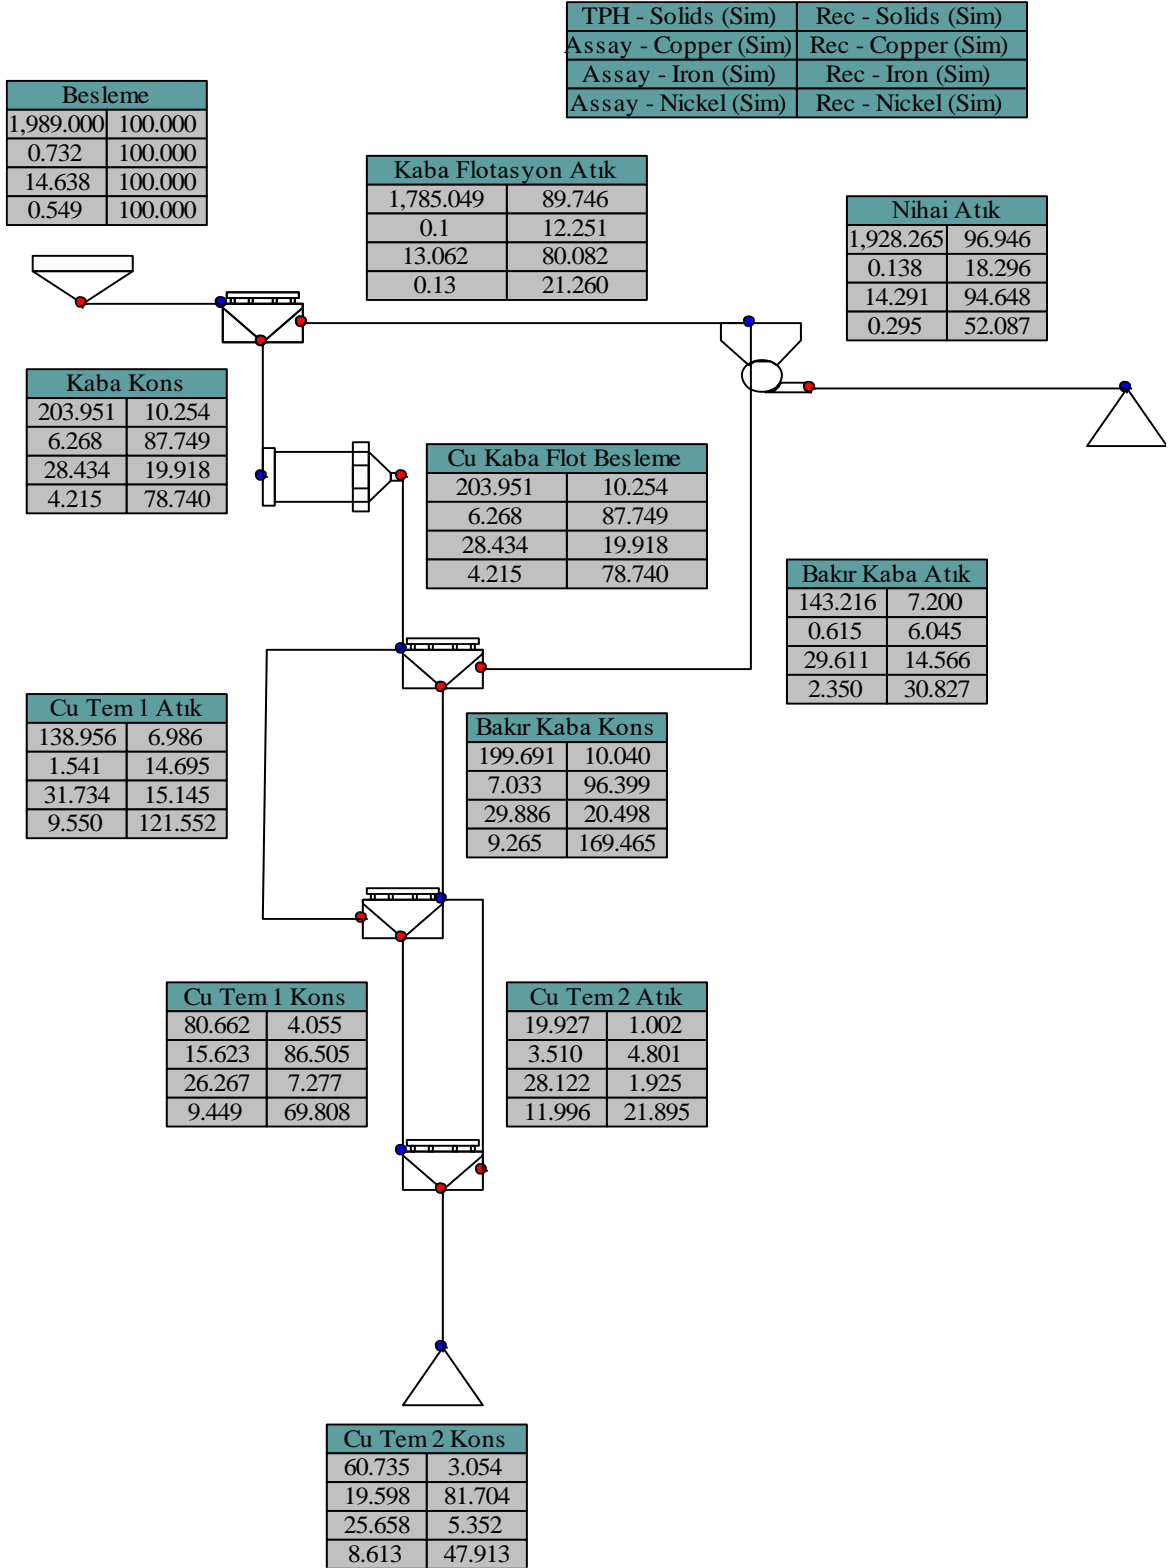 TPH - Solids (Sim) Rec - Solids (Sim)
Assay - Copper (Sim) Rec - Copper (Sim)
Assay - Iron (Sim) Rec - Iron (Sim)
Assay - Nickel (Sim) Rec - Nickel (Sim)
Besleme
1,989.000 100.000
0.732 100.000
14.638 100.000
0.549 100.000
Kaba Flotasyon Atık
1,785.049 89.746
0.1 12.251
13.062 80.082
0.13 21.260
Nihai Atık
1,928.265 96.946
0.138 18.296
14.291 94.648
0.295 52.087
Kaba Kons
203.951 10.254
6.268 87.749
28.434 19.918
4.215 78.740
Cu Kaba Flot Besleme
203.951 10.254
6.268 87.749
28.434 19.918
4.215 78.740
Bakır Kaba Atık
143.216 7.200
0.615 6.045
29.611 14.566
2.350 30.827
Cu Tem 1 Atık
138.956 6.986
1.541 14.695
31.734 15.145
9.550 121.552
Bakır Kaba Kons
199.691 10.040
7.033 96.399
29.886 20.498
9.265 169.465
Cu Tem 1 Kons
80.662 4.055
15.623 86.505
26.267 7.277
9.449 69.808
Cu Tem 2 Atık
19.927 1.002
3.510 4.801
28.122 1.925
11.996 21.895
Cu Tem 2 Kons
60.735 3.054
19.598 81.704
25.658 5.352
8.613 47.913